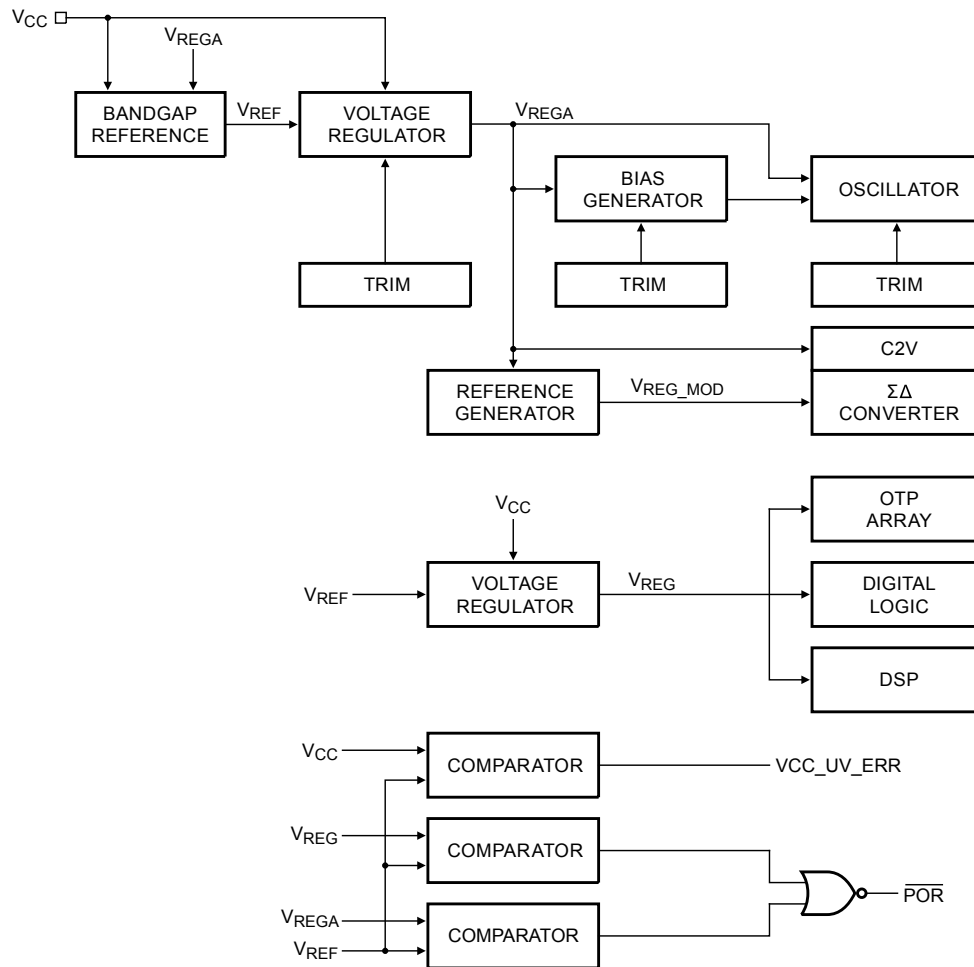 VCC
VREGA
BANDGAP
REFERENCE
VREF
VOLTAGE
REGULATOR
VREGA
BIAS
GENERATOR
OSCILLATOR
TRIM
TRIM
TRIM
C2V
REFERENCE
GENERATOR
VREG_MOD
ΣΔ
CONVERTER
VCC
OTP
ARRAY
VREF
VOLTAGE
REGULATOR
VREG
DIGITAL
LOGIC
DSP
VCC
COMPARATOR
VCC_UV_ERR
VREG
COMPARATOR
POR
VREGA
VREF
COMPARATOR